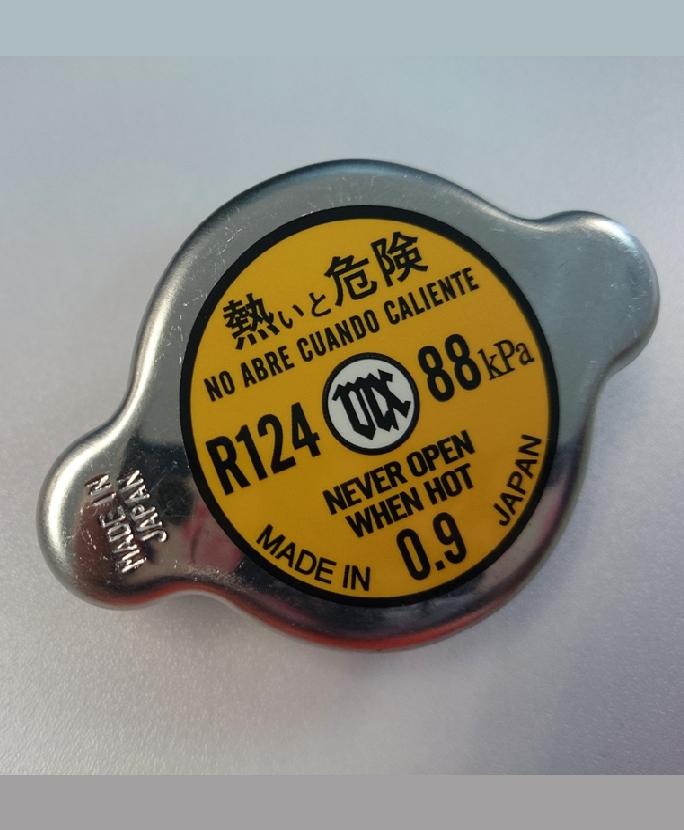 熱いと危険
NO ABRE CUANDO CALIENTE
R124
88 kPa
NEVER OPEN
WHEN HOT
0.9
MADE IN JAPAN
MADE IN
JAPAN